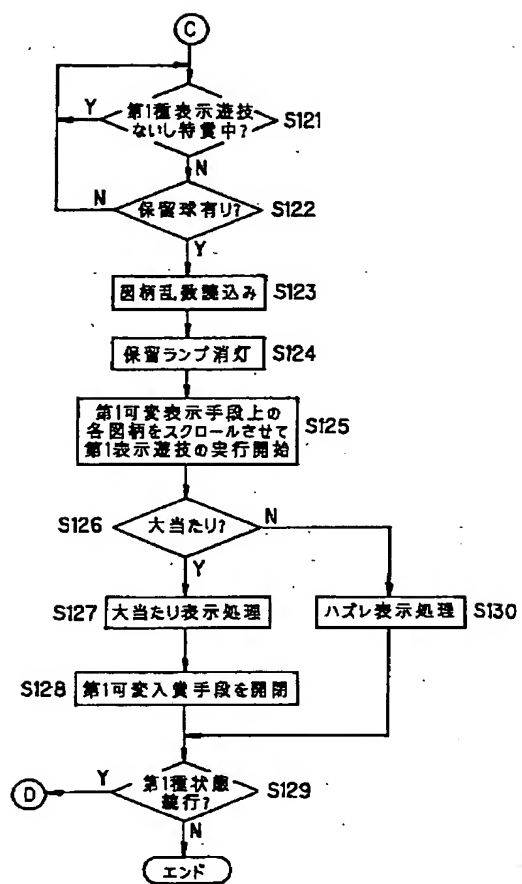 C
第1種表示遊技
Y
ないし特賞中?
S121
N
N
保留球有り?
S122
Y
図柄乱数読込み
S123
保留ランプ消灯
S124
第1可変表示手段上の
各図柄をスクロールさせて
S125
第1表示遊技の実行開始
S126
大当たり?
N
Y
S127
大当たり表示処理
ハズレ表示処理
S130
S128
第1可変入賞手段を開閉
Y
第1種状態
D
続行?
S129
N
エンド